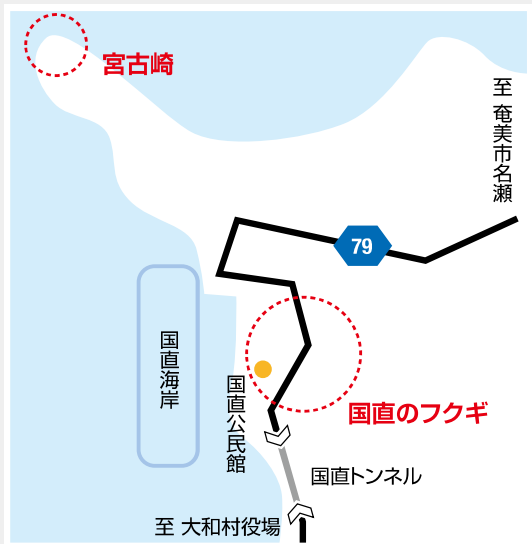 宮古崎
至 奄美市名瀬
79
国直海岸
国直公民館
国直のフクギ
国直トンネル
至 大和村役場